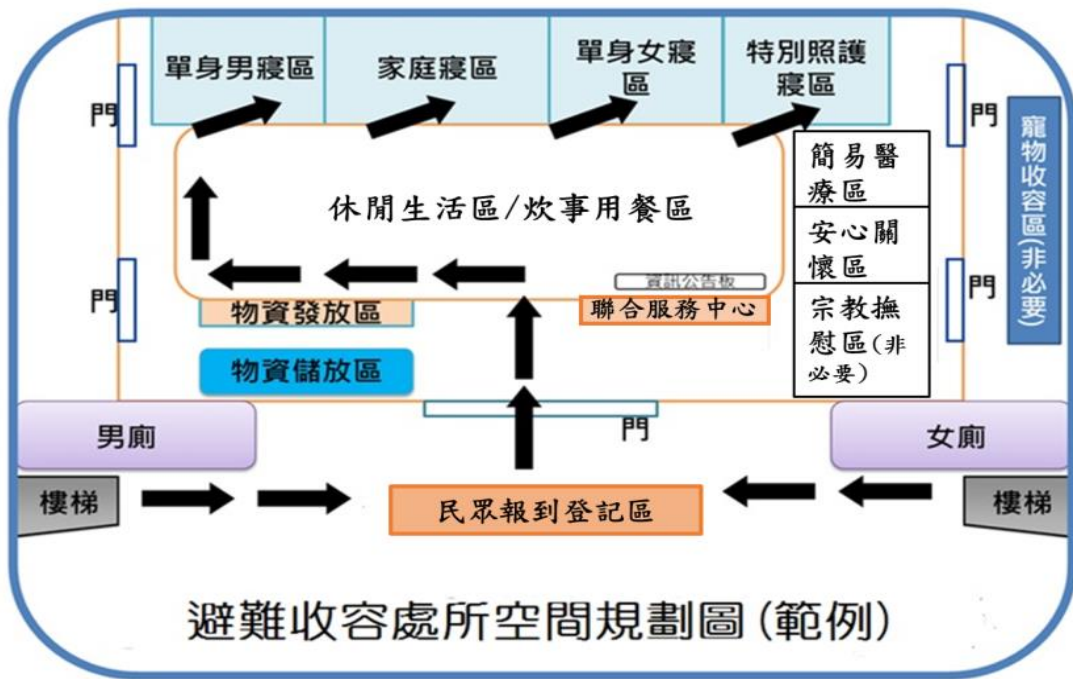 單身男寢區
家庭寢區
單身女寢
區
特別照護
寢區
門
門
寵物收容區(非必要)
簡易醫
療區
休閒生活區/炊事用餐區
安心關
懷區
門
門
資訊公告板
物資發放區
聯合服務中心
宗教撫
慰區(非
必要)
物資儲放區
門
男廁
女廁
樓梯
民眾報到登記區
樓梯
避難收容處所空間規劃圖(範例)